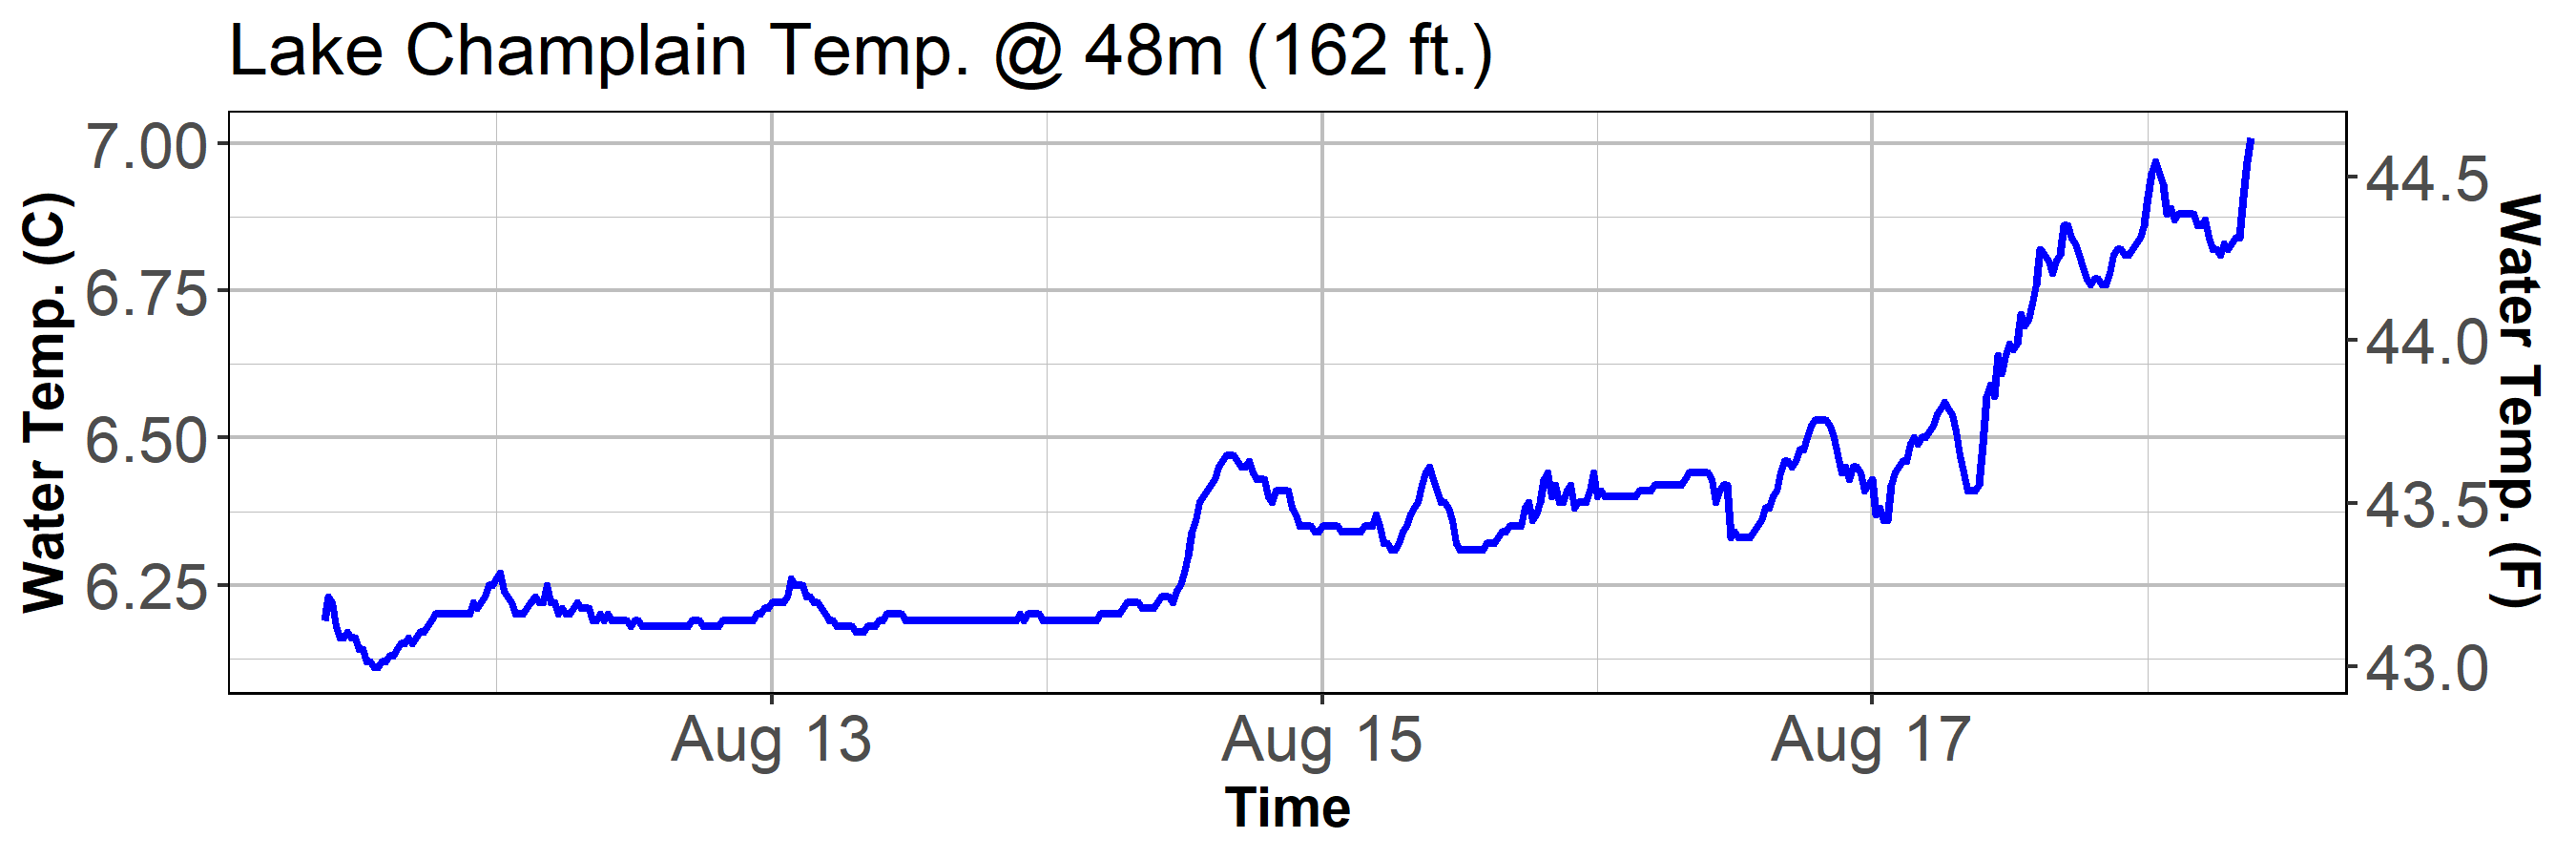 Lake Champlain Temp. @ 48m (162 ft.)
Water Temp. (C)
7.00
6.75
6.50
6.25
44.5
44.0
43.5
43.0
Water Temp. (F)
Aug 13
Aug 15
Aug 17
Time